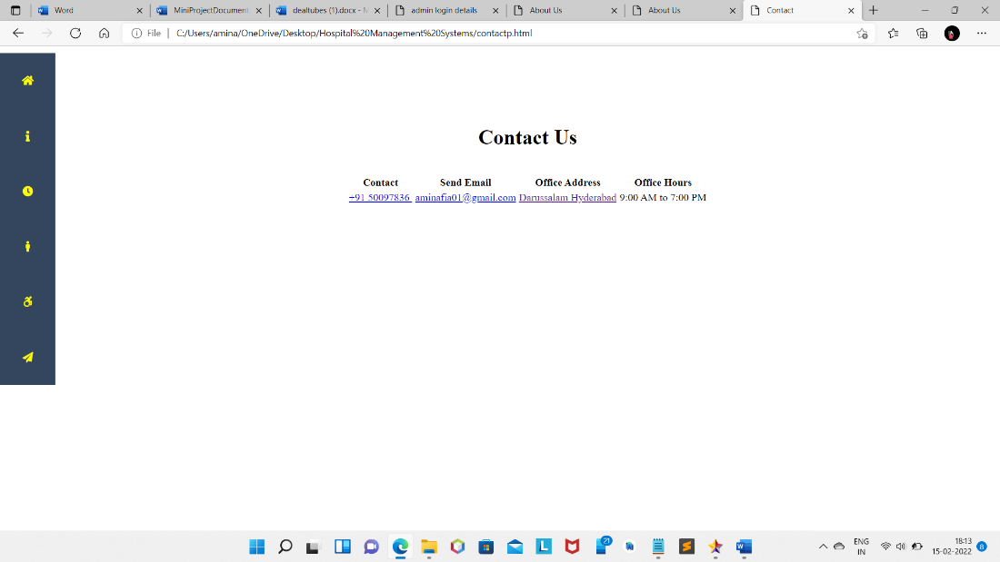 Word
MiniProjectDocument
dealtubes (1).docx - 
admin login details
About Us
About Us
Contact
File | C:/Users/amina/OneDrive/Desktop/Hospital%20Management%20Systems/contactp.html
Contact Us
Contact Send Email Office Address Office Hours
+91 50097836 aminafia01@gmail.com Darussalam Hyderabad 9:00 AM to 7:00 PM
21
ENG
IN
18:13
15-02-2022
8